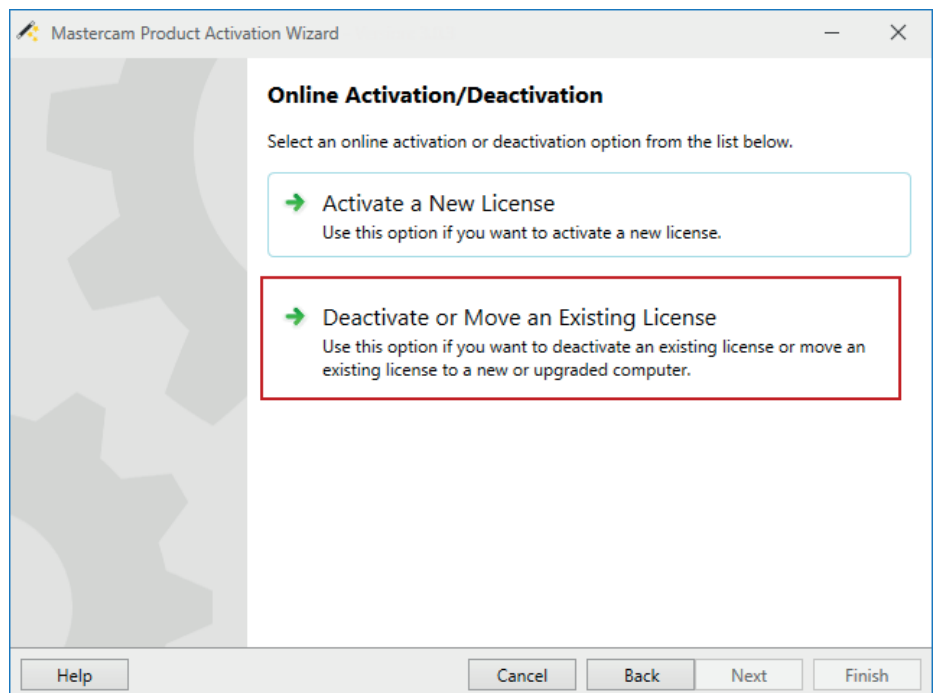 Mastercam Product Activation Wizard
Online Activation/Deactivation
Select an online activation or deactivation option from the list below.
Activate a New License
Use this option if you want to activate a new license.
Deactivate or Move an Existing License
Use this option if you want to deactivate an existing license or move an
existing license to a new or upgraded computer.
Help Cancel Back Next Finish